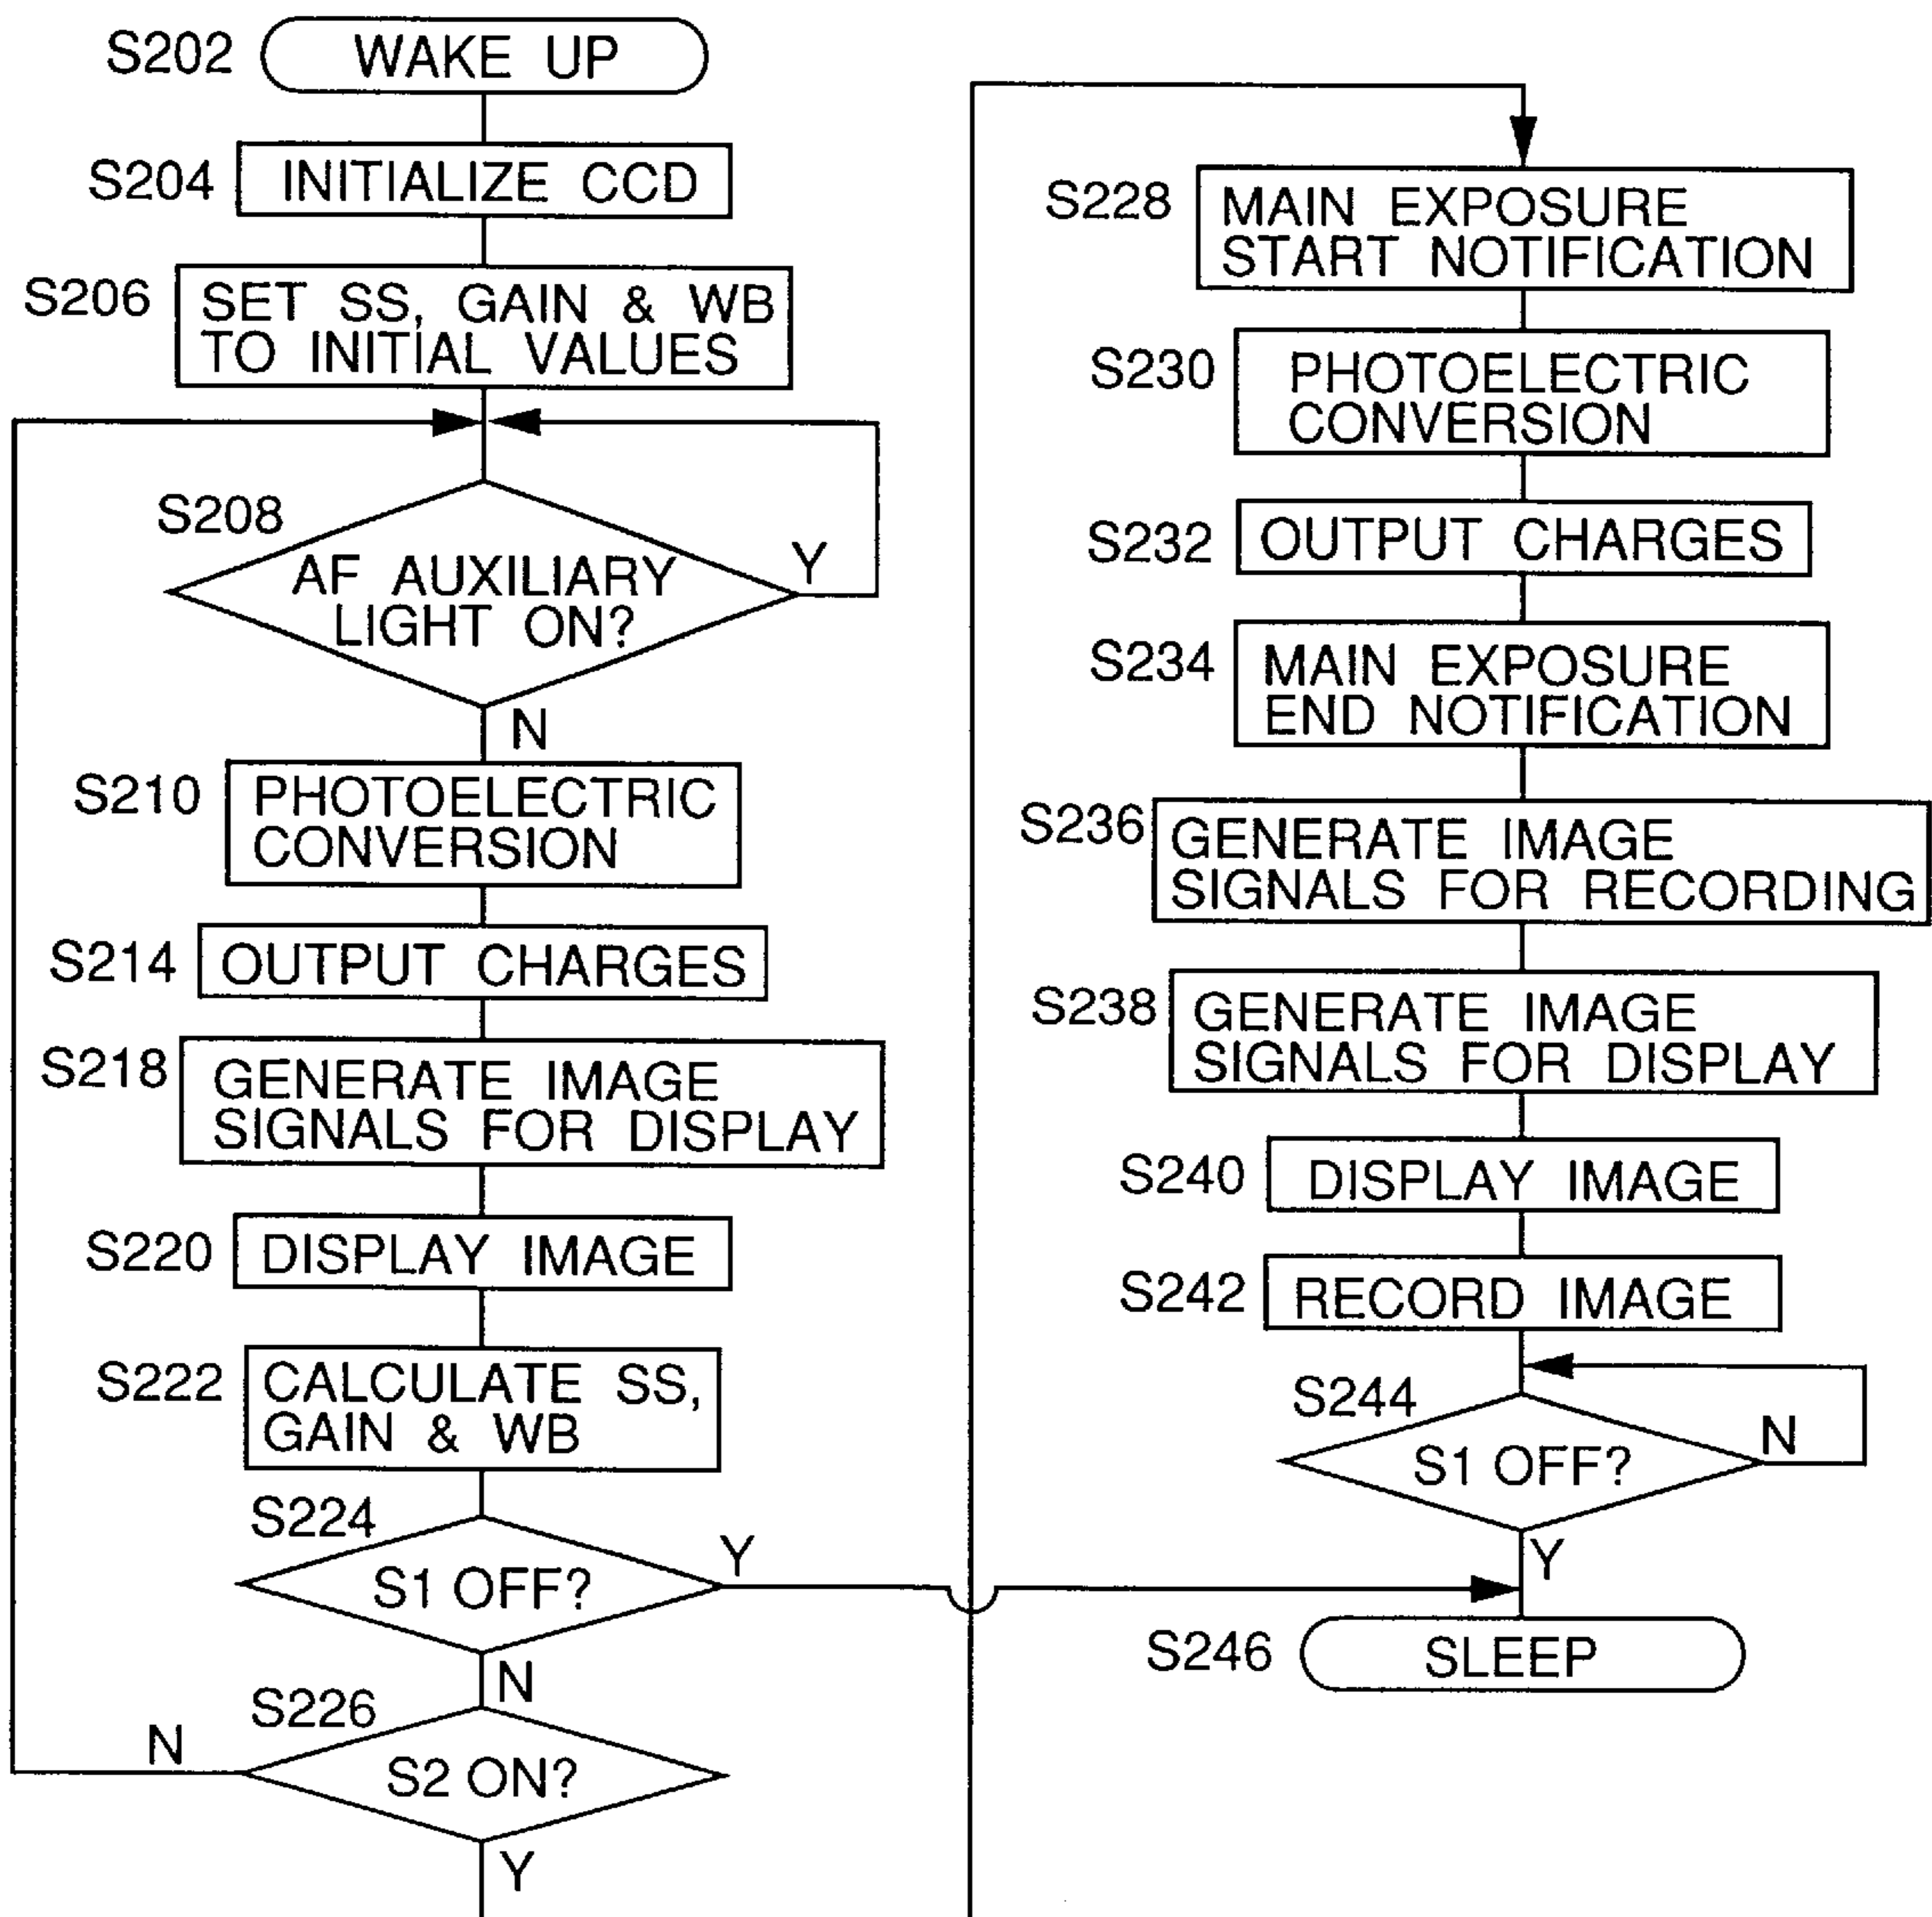 S202 WAKE UP
S204 INITIALIZE CCD
S206 SET SS, GAIN & WB
TO INITIAL VALUES
S208
AF AUXILIARY
LIGHT ON?
Y
N
S210 PHOTOELECTRIC
CONVERSION
S214 OUTPUT CHARGES
S218 GENERATE IMAGE
SIGNALS FOR DISPLAY
S220 DISPLAY IMAGE
S222 CALCULATE SS,
GAIN & WB
S224
S1 OFF?
Y
N
S226
S2 ON?
N
Y
S228 MAIN EXPOSURE
START NOTIFICATION
S230 PHOTOELECTRIC
CONVERSION
S232 OUTPUT CHARGES
S234 MAIN EXPOSURE
END NOTIFICATION
S236 GENERATE IMAGE
SIGNALS FOR RECORDING
S238 GENERATE IMAGE
SIGNALS FOR DISPLAY
S240 DISPLAY IMAGE
S242 RECORD IMAGE
S244
S1 OFF?
N
Y
S246 SLEEP